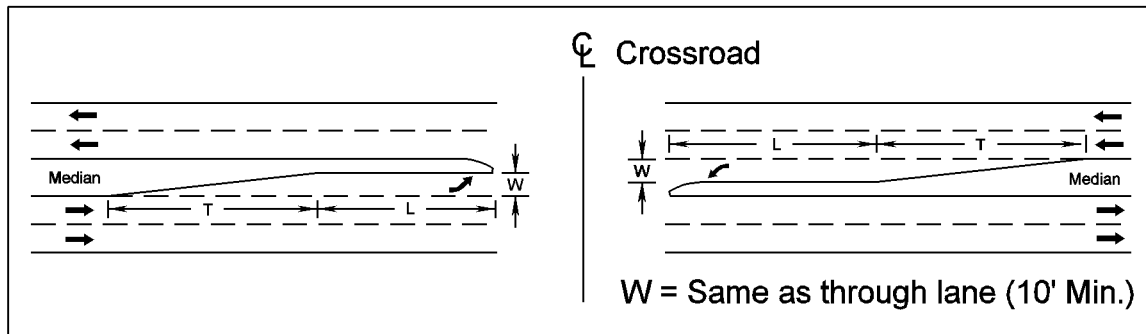 ℄ Crossroad
Median
T
L
W
W
L
T
Median
W = Same as through lane (10' Min.)